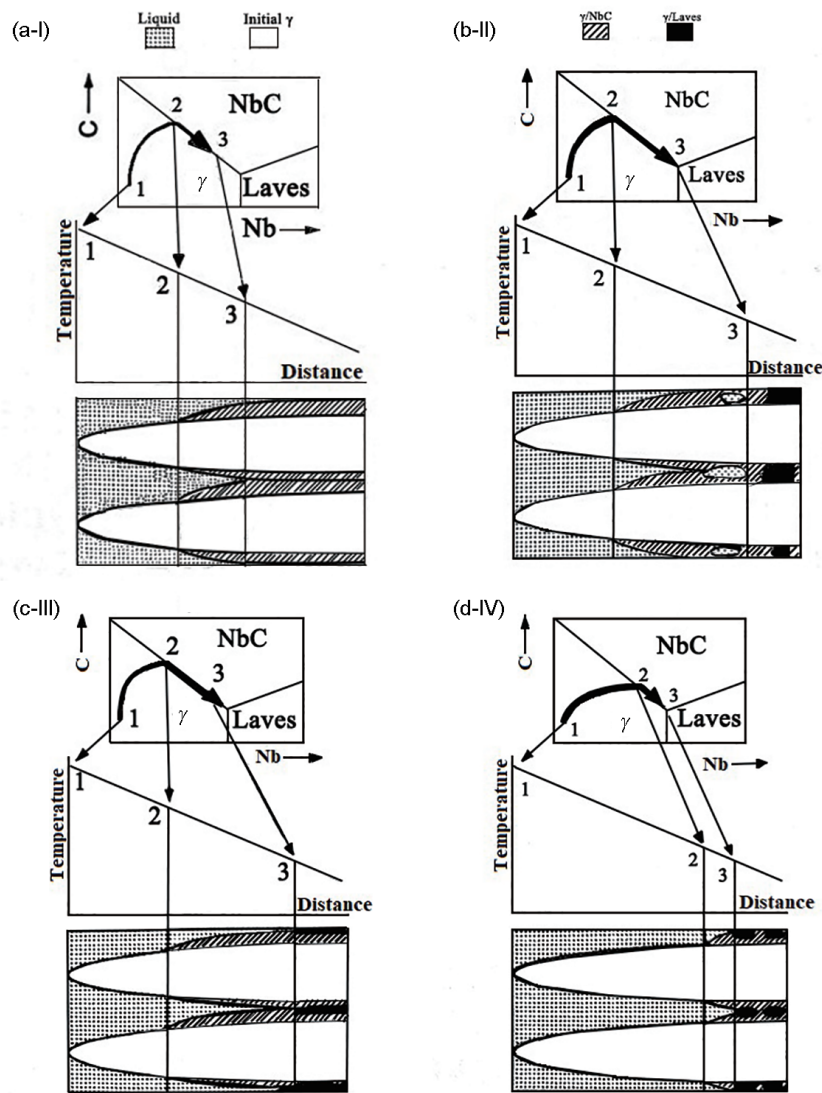 (a-I)
Liquid
Initial γ
C
2
NbC
3
1
γ
Laves
Nb
Temperature
1
2
3
Distance
(b-II)
γ/NbC
γ/Laves
C
2
NbC
3
1
γ
Laves
Nb
Temperature
1
2
3
Distance
(c-III)
C
2
NbC
3
1
γ
Laves
Nb
Temperature
1
2
3
Distance
(d-IV)
C
NbC
2
3
1
γ
Laves
Nb
Temperature
1
2
3
Distance